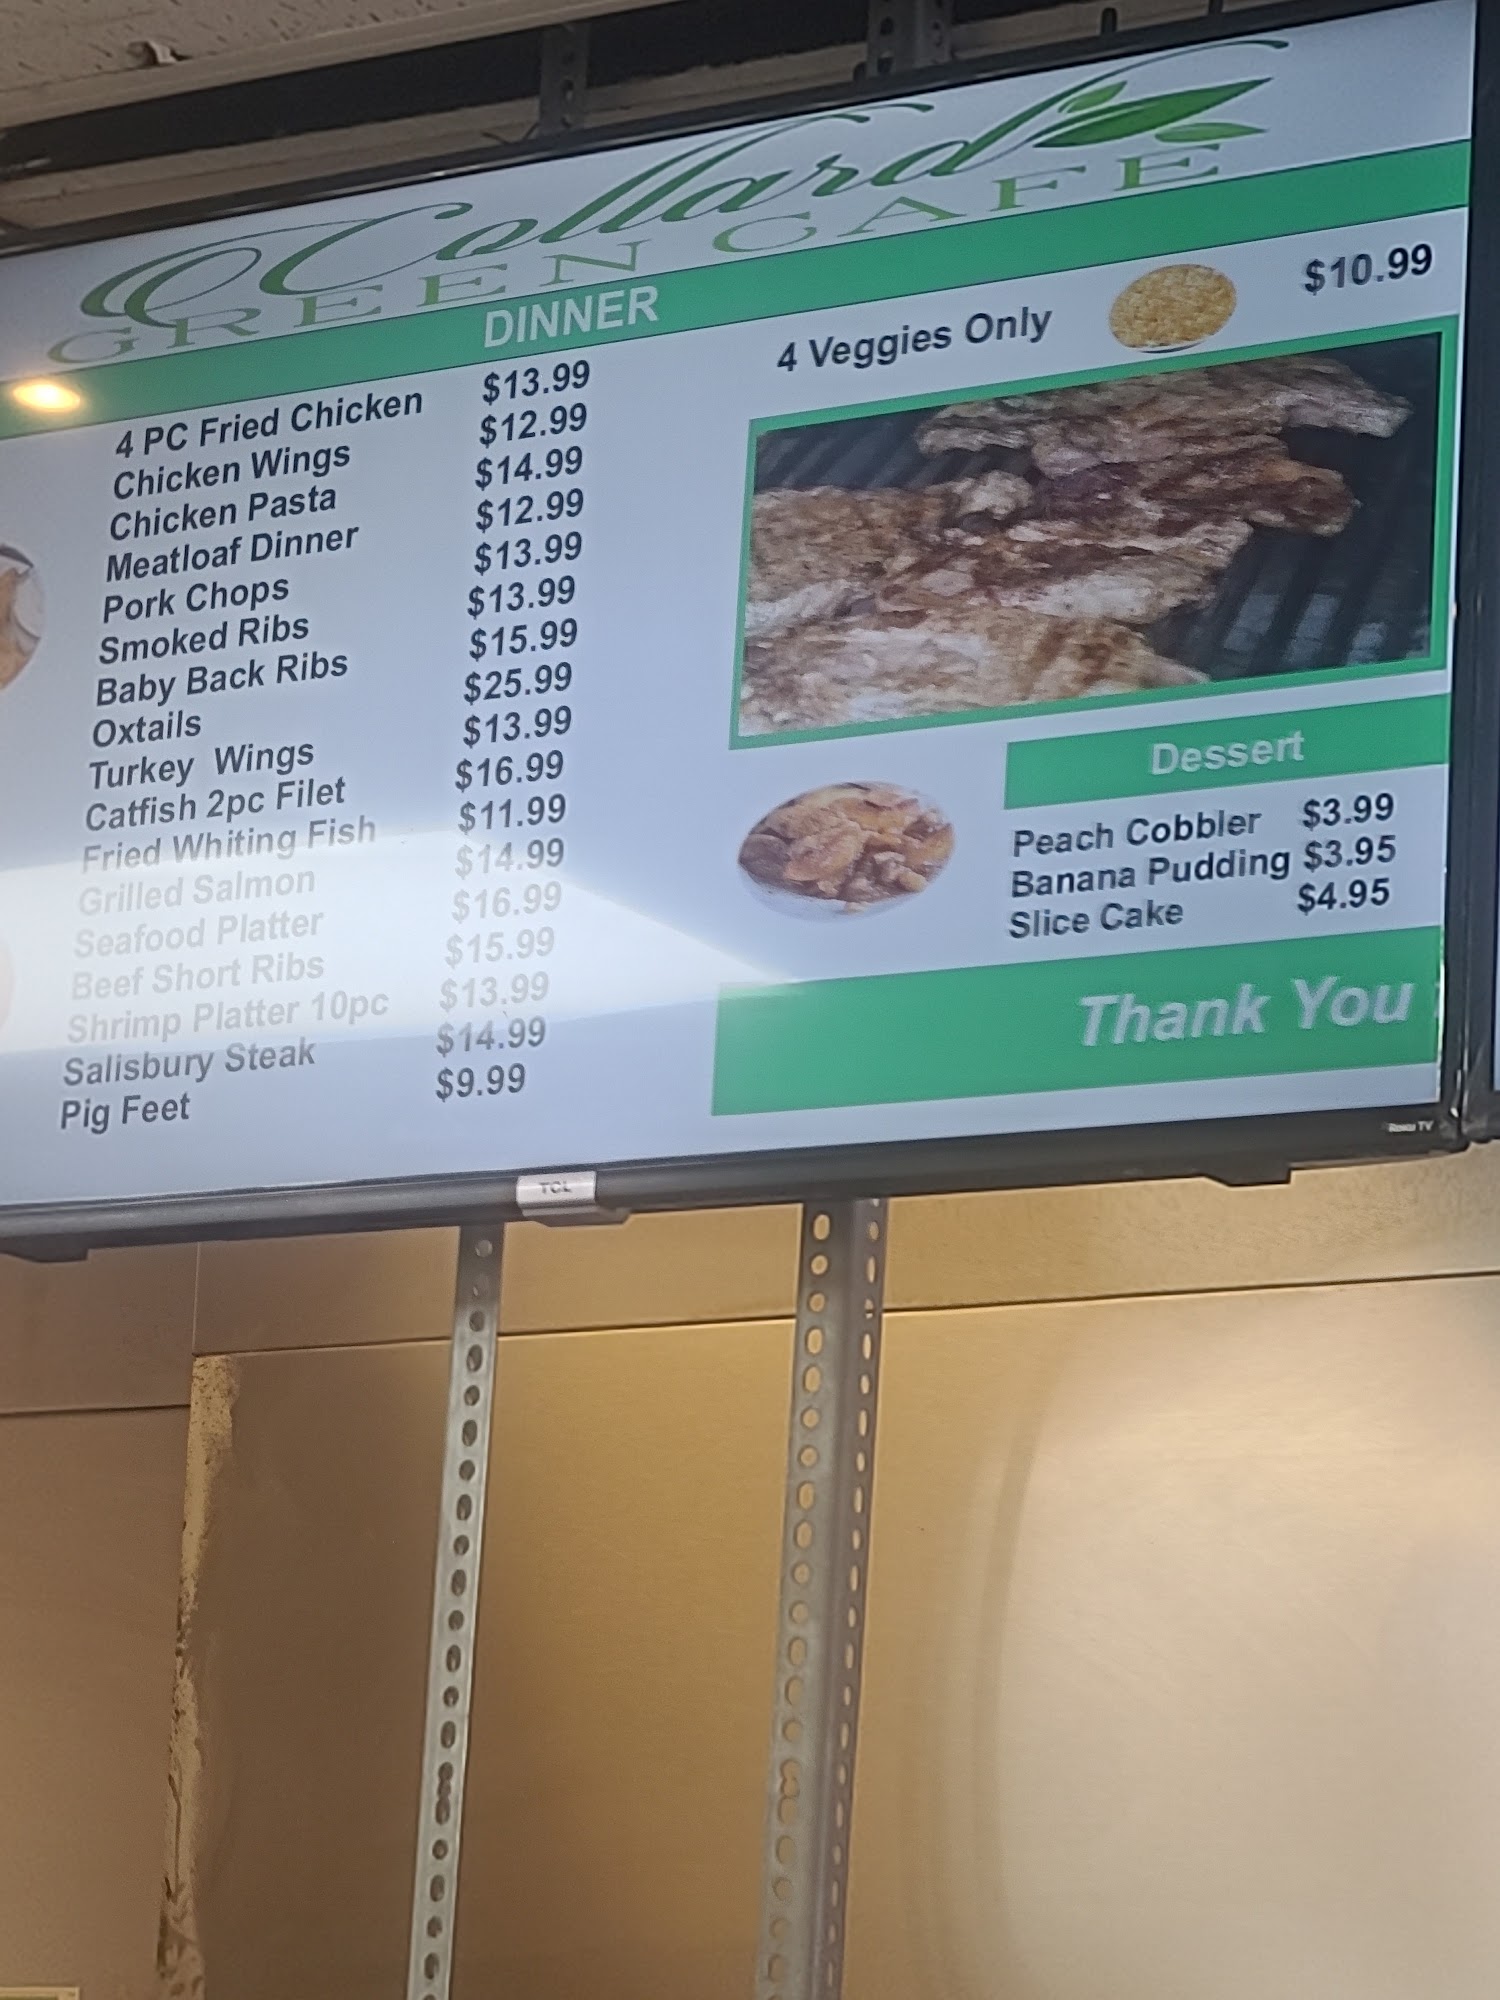 Collard
GREEN CAFE
DINNER
4 PC Fried Chicken $13.99
Chicken Wings $12.99
Chicken Pasta $14.99
Meatloaf Dinner $12.99
Pork Chops $13.99
Smoked Ribs $13.99
Baby Back Ribs $15.99
Oxtails $25.99
Turkey Wings $13.99
Catfish 2pc Filet $16.99
Fried Whiting Fish $11.99
Grilled Salmon $14.99
Seafood Platter $16.99
Beef Short Ribs $15.99
Shrimp Platter 10pc $13.99
Salisbury Steak $14.99
Pig Feet $9.99
4 Veggies Only $10.99
Dessert
Peach Cobbler $3.99
Banana Pudding $3.95
Slice Cake $4.95
Thank You
TCL
Roku TV